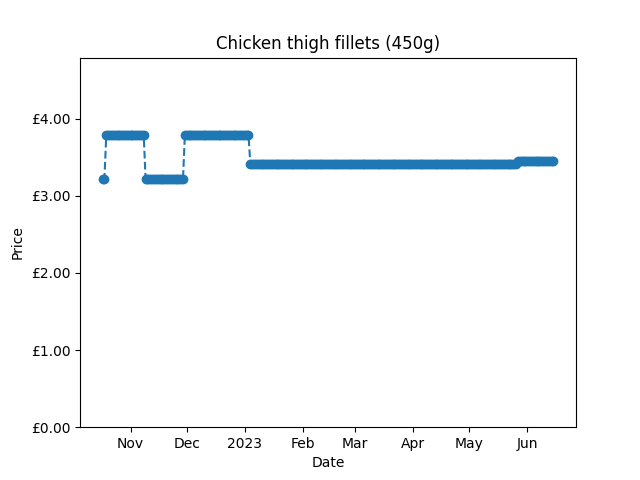 Chicken thigh fillets (450g)
£4.00
£3.00
£2.00
£1.00
£0.00
Price
Nov Dec 2023 Feb Mar Apr May Jun
Date